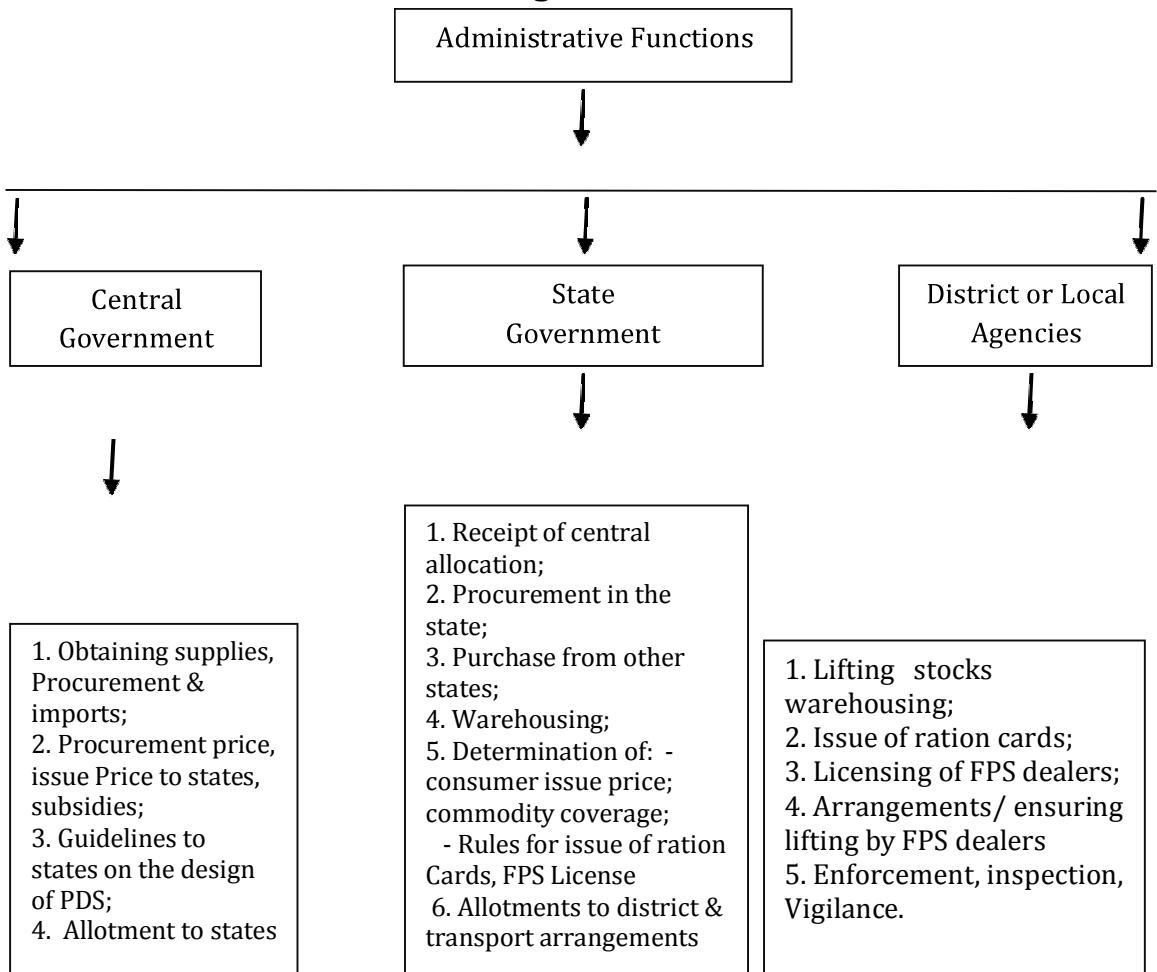 Administrative Functions
Central
Government
State
Government
District or Local
Agencies
1. Obtaining supplies,
Procurement &
imports;
2. Procurement price,
issue Price to states,
subsidies;
3. Guidelines to
states on the design
of PDS;
4. Allotment to states
1. Receipt of central
allocation;
2. Procurement in the
state;
3. Purchase from other
states;
4. Warehousing;
5. Determination of: -
consumer issue price;
commodity coverage;
- Rules for issue of ration
Cards, FPS License
6. Allotments to district &
transport arrangements
1. Lifting stocks
warehousing;
2. Issue of ration cards;
3. Licensing of FPS dealers;
4. Arrangements/ ensuring
lifting by FPS dealers
5. Enforcement, inspection,
Vigilance.